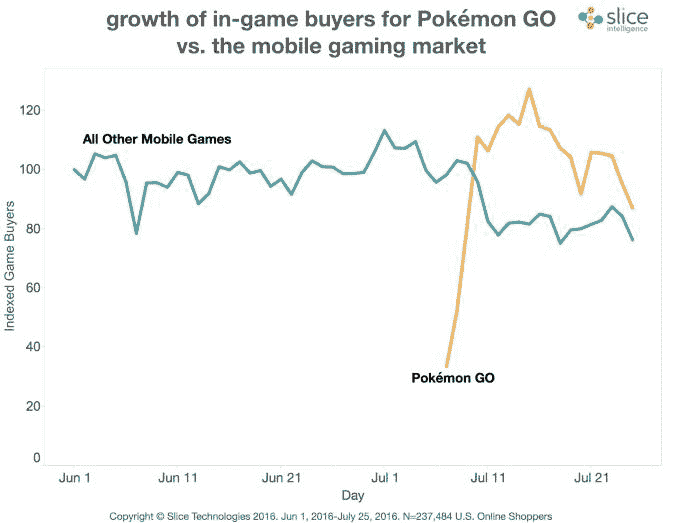 growth of in-game buyers for Pokémon GO
vs. the mobile gaming market
slice
intelligence
120
100
80
60
40
20
0
Indexed Game Buyers
All Other Mobile Games
Pokémon GO
Jun 1
Jun 11
Jun 21
Jul 1
Jul 11
Jul 21
Day
Copyright © Slice Technologies 2016. Jun 1, 2016-July 25, 2016. N=237,484 U.S. Online Shoppers